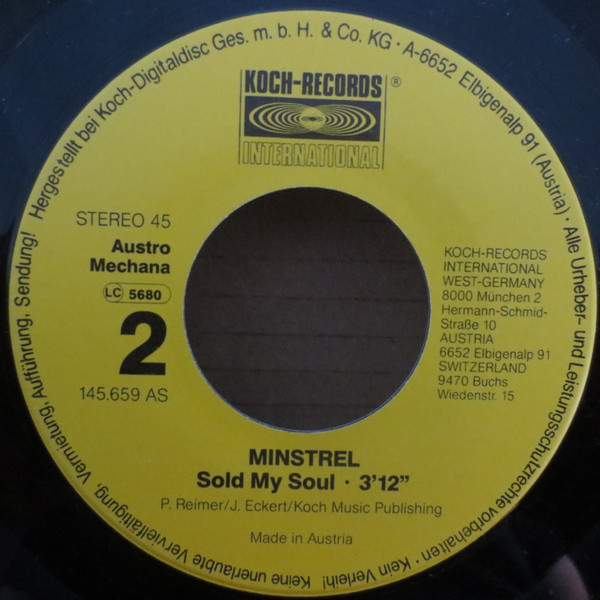 Hergestellt bei Koch-Digitaldisc Ges. m. b. H. & Co. KG · A-6652 Elbigenalp 91 (Austria) · Alle Urheber- und Leistungsschutzrechte vorbehalten · Kein Verleih! Keine unerlaubte Vervielfältigung, Vermietung, Aufführung, Sendung!
KOCH-RECORDS ®
INTERNATIONAL
STEREO 45
Austro
Mechana
LC 5680
2
145.659 AS
KOCH-RECORDS
INTERNATIONAL
WEST-GERMANY
8000 München 2
Hermann-Schmid-
Straße 10
AUSTRIA
6652 Elbigenalp 91
SWITZERLAND
9470 Buchs
Wiedenstr. 15
MINSTREL
Sold My Soul · 3'12"
P. Reimer/J. Eckert/Koch Music Publishing
Made in Austria